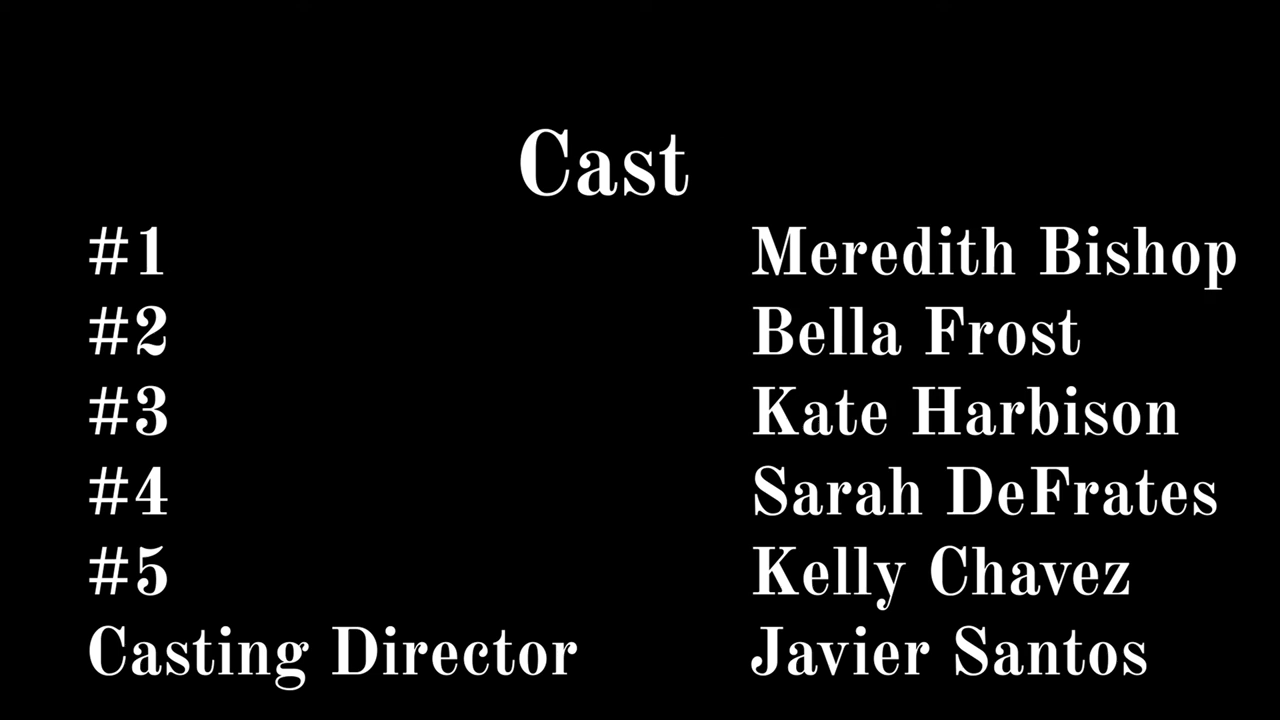 Cast
#1 Meredith Bishop
#2 Bella Frost
#3 Kate Harbison
#4 Sarah DeFrates
#5 Kelly Chavez
Casting Director Javier Santos